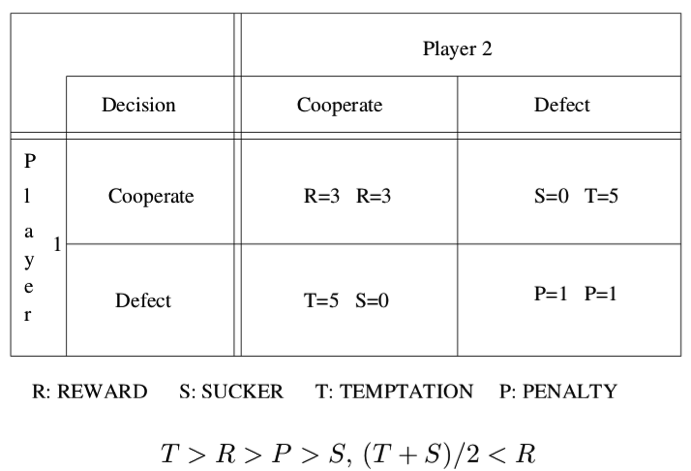 Player 2
Decision Cooperate Defect
Player 1
Cooperate R=3 R=3 S=0 T=5
Defect T=5 S=0 P=1 P=1
R: REWARD S: SUCKER T: TEMPTATION P: PENALTY
T > R > P > S, (T + S)/2 < R